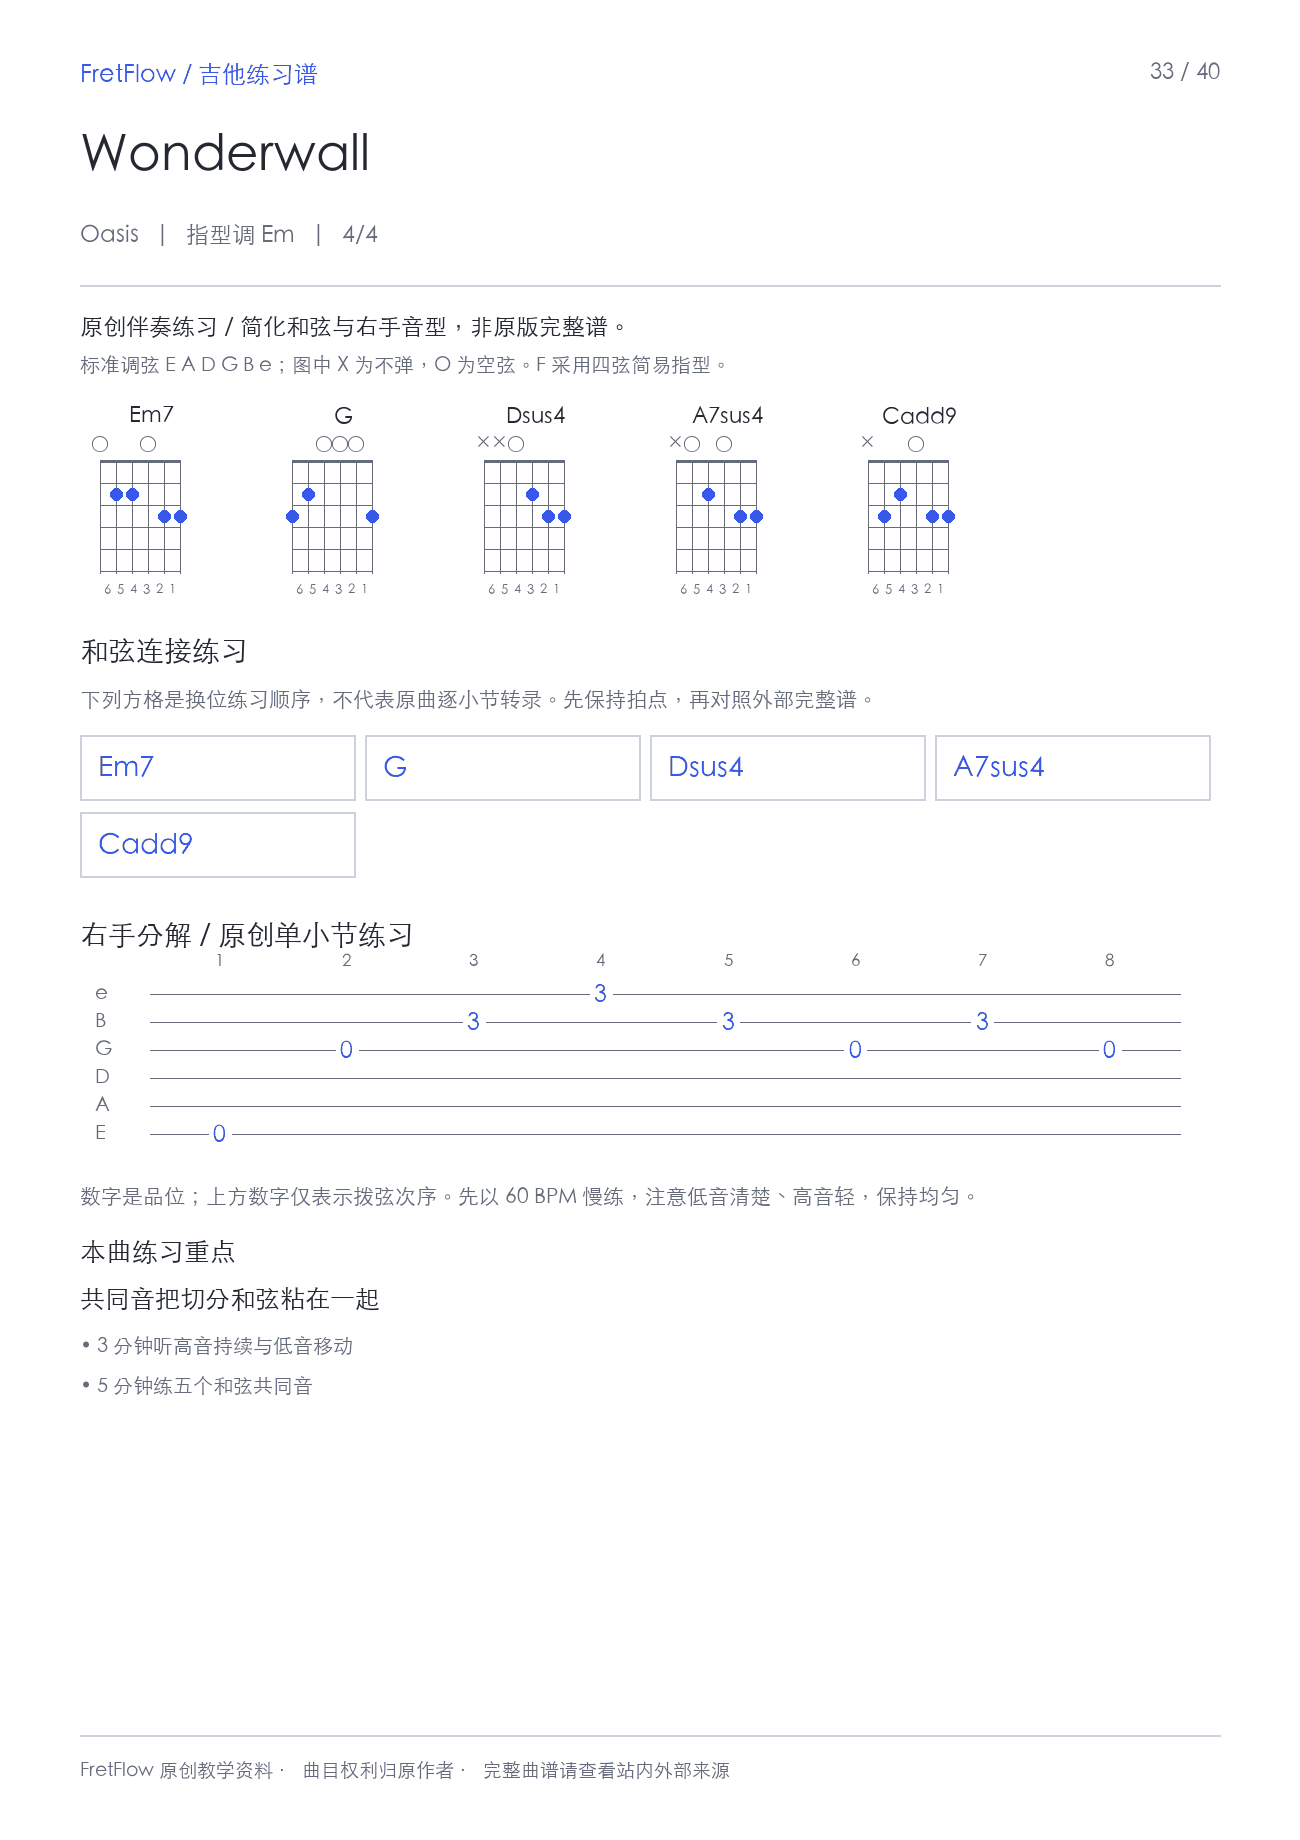 FretFlow / 吉他练习谱
33 / 40
Wonderwall
Oasis | 指型调 Em | 4/4
原创伴奏练习 / 简化和弦与右手音型，非原版完整谱。
标准调弦 E A D G B e；图中 X 为不弹，O 为空弦。F 采用四弦简易指型。
Em7 G Dsus4 A7sus4 Cadd9
6 5 4 3 2 1 6 5 4 3 2 1 6 5 4 3 2 1 6 5 4 3 2 1 6 5 4 3 2 1
和弦连接练习
下列方格是换位练习顺序，不代表原曲逐小节转录。先保持拍点，再对照外部完整谱。
Em7 G Dsus4 A7sus4
Cadd9
右手分解 / 原创单小节练习
1 2 3 4 5 6 7 8
e 3
B 3 3 3
G 0 0 0
D
A
E 0
数字是品位；上方数字仅表示拨弦次序。先以 60 BPM 慢练，注意低音清楚、高音轻，保持均匀。
本曲练习重点
共同音把切分和弦粘在一起
• 3 分钟听高音持续与低音移动
• 5 分钟练五个和弦共同音
FretFlow 原创教学资料 · 曲目权利归原作者 · 完整曲谱请查看站内外部来源